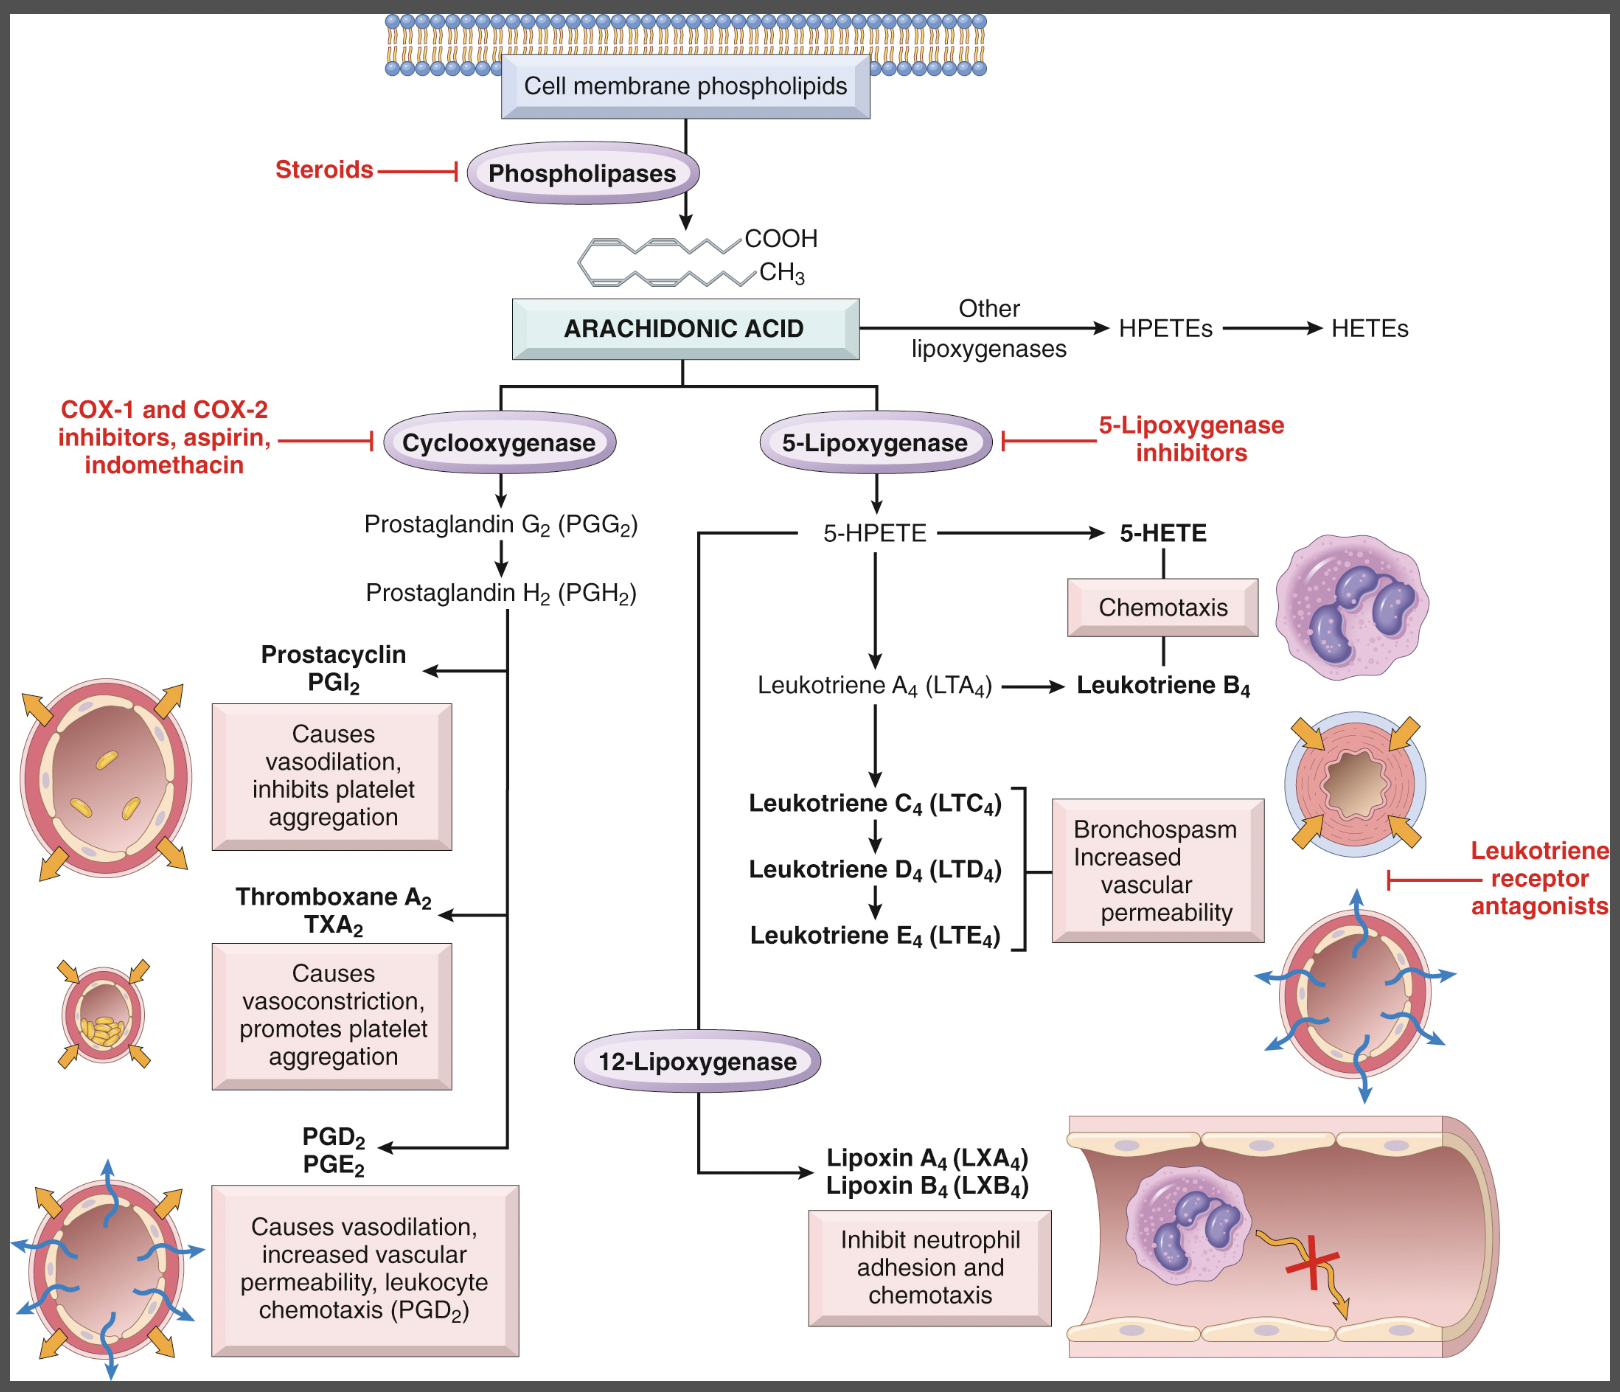 Cell membrane phospholipids
Steroids
Phospholipases
COOH
CH₃
ARACHIDONIC ACID
Other
lipoxygenases
HPETEs
HETEs
COX-1 and COX-2
inhibitors, aspirin,
indomethacin
Cyclooxygenase
5-Lipoxygenase
5-Lipoxygenase
inhibitors
Prostaglandin G₂ (PGG₂)
5-HPETE
5-HETE
Prostaglandin H₂ (PGH₂)
Chemotaxis
Prostacyclin
PGI₂
Leukotriene A₄ (LTA₄)
Leukotriene B₄
Causes
vasodilation,
inhibits platelet
aggregation
Leukotriene C₄ (LTC₄)
Leukotriene D₄ (LTD₄)
Leukotriene E₄ (LTE₄)
Bronchospasm
Increased
vascular
permeability
Leukotriene
receptor
antagonists
Thromboxane A₂
TXA₂
Causes
vasoconstriction,
promotes platelet
aggregation
12-Lipoxygenase
PGD₂
PGE₂
Causes vasodilation,
increased vascular
permeability, leukocyte
chemotaxis (PGD₂)
Lipoxin A₄ (LXA₄)
Lipoxin B₄ (LXB₄)
Inhibit neutrophil
adhesion and
chemotaxis